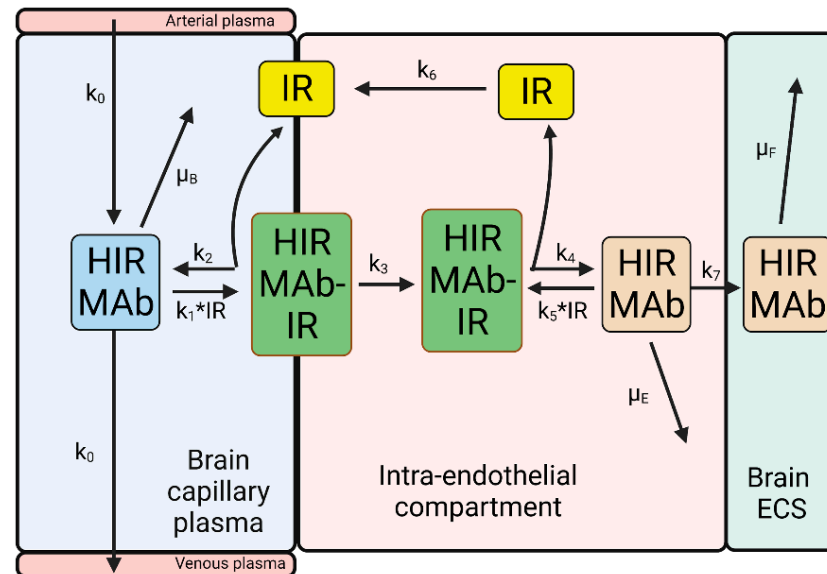 Arterial plasma
k₀
IR
k₆
IR
μB
μF
HIR
MAb
k₂
k₁*IR
HIR
MAb-
IR
k₃
HIR
MAb-
IR
k₄
k₅*IR
HIR
MAb
k₇
HIR
MAb
μE
k₀
Brain
capillary
plasma
Intra-endothelial
compartment
Brain
ECS
Venous plasma